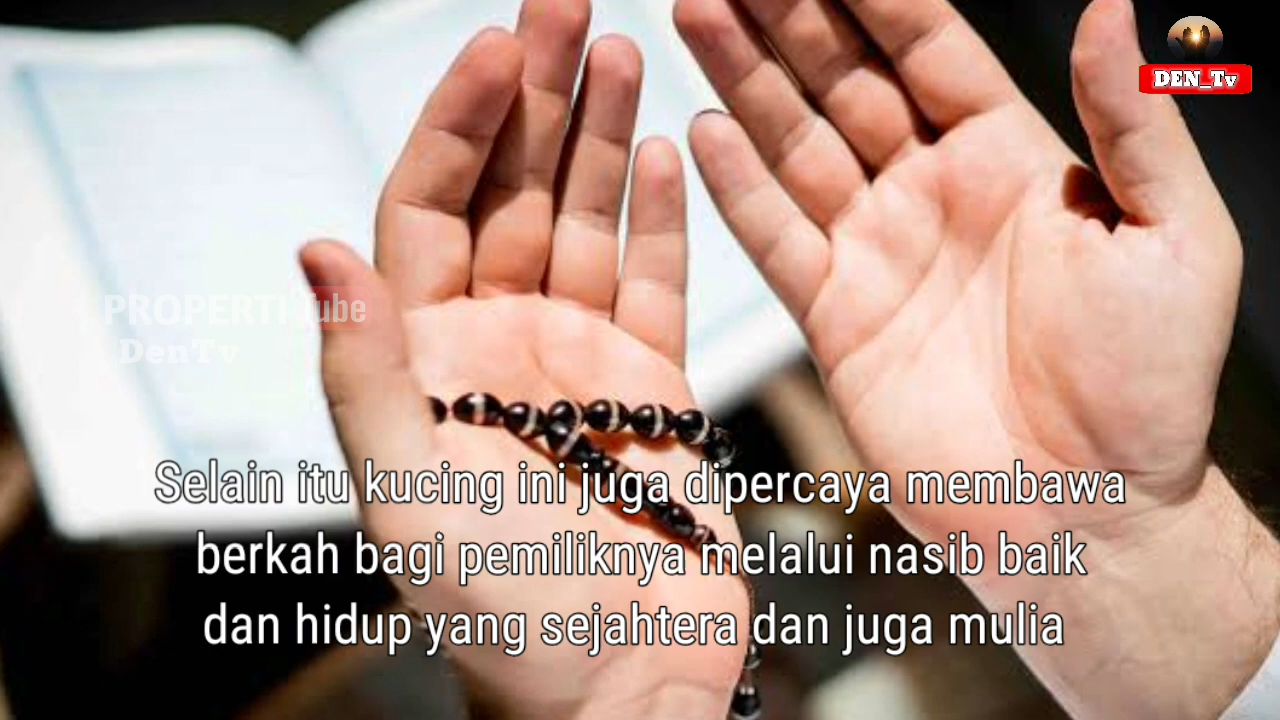 DEN_Tv
PROPERTI Tube
DenTv
Selain itu kucing ini juga dipercaya membawa
berkah bagi pemiliknya melalui nasib baik
dan hidup yang sejahtera dan juga mulia